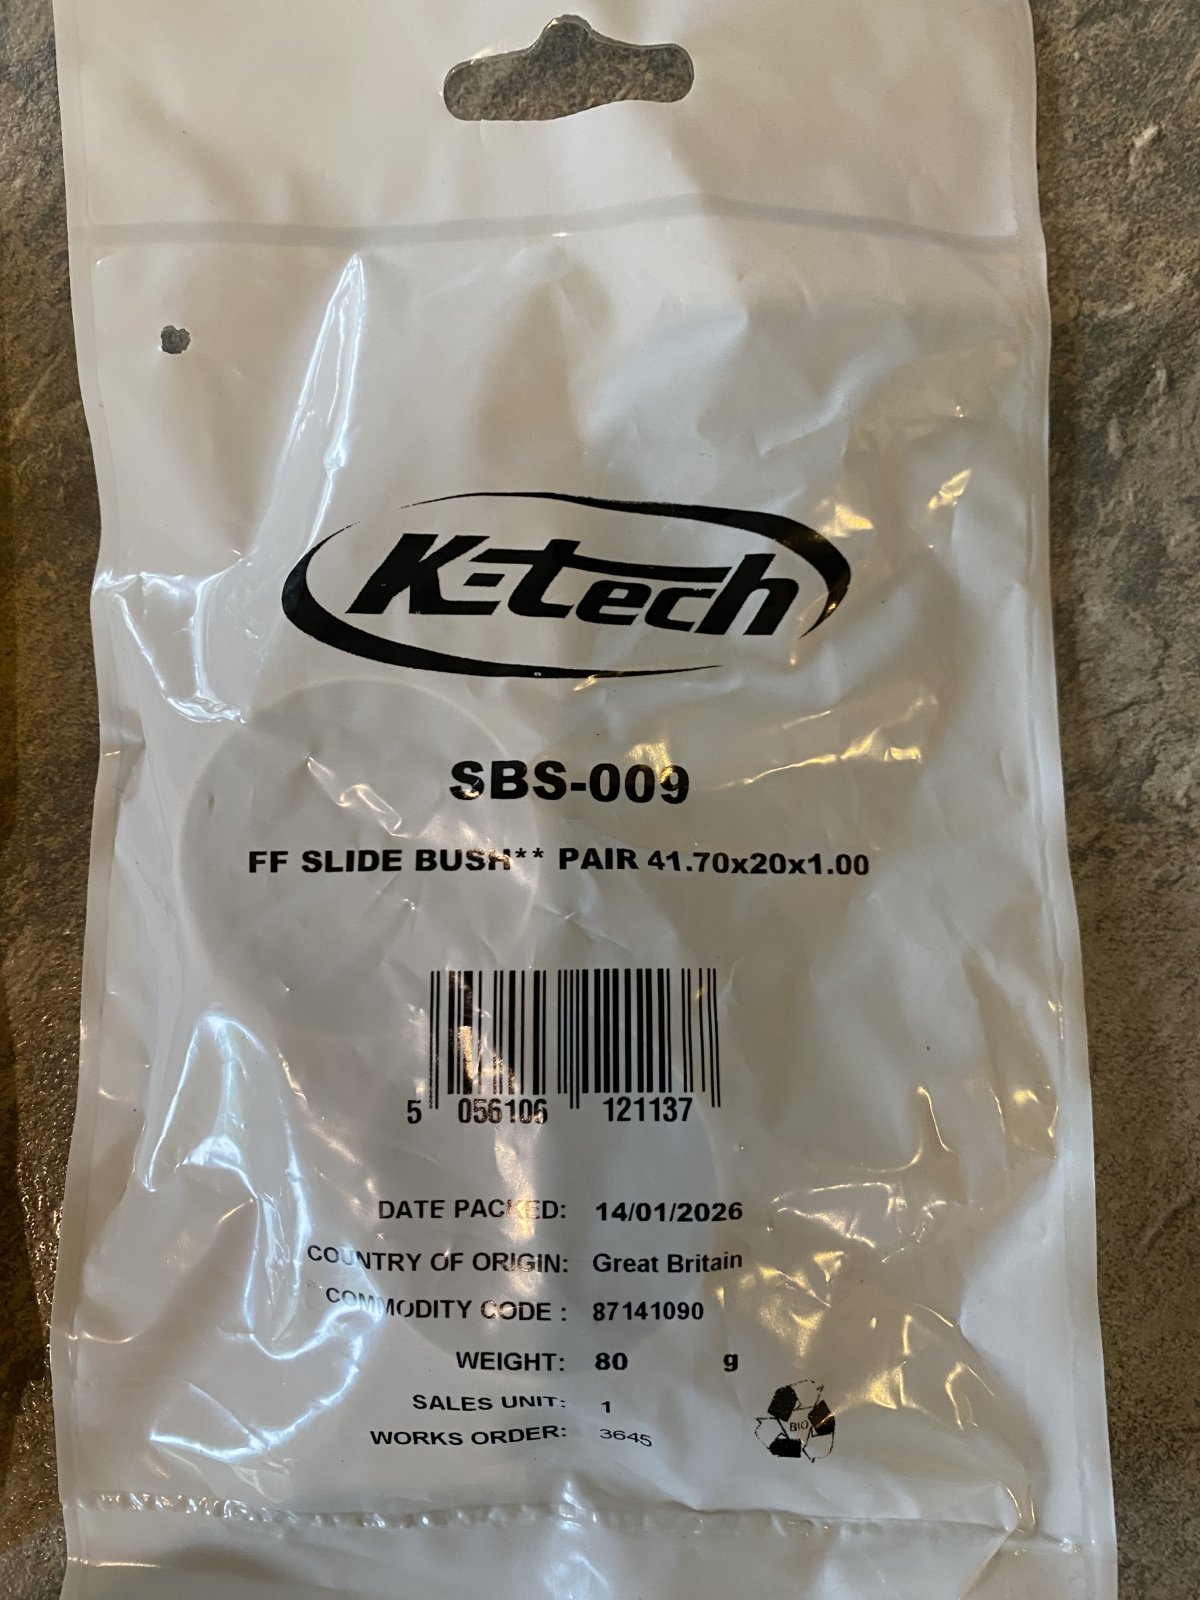 K-tech
SBS-009
FF SLIDE BUSH** PAIR 41.70x20x1.00
5 056106 121137
DATE PACKED: 14/01/2026
COUNTRY OF ORIGIN: Great Britain
COMMODITY CODE : 87141090
WEIGHT: 80 g
SALES UNIT: 1
WORKS ORDER: 3645
BIO